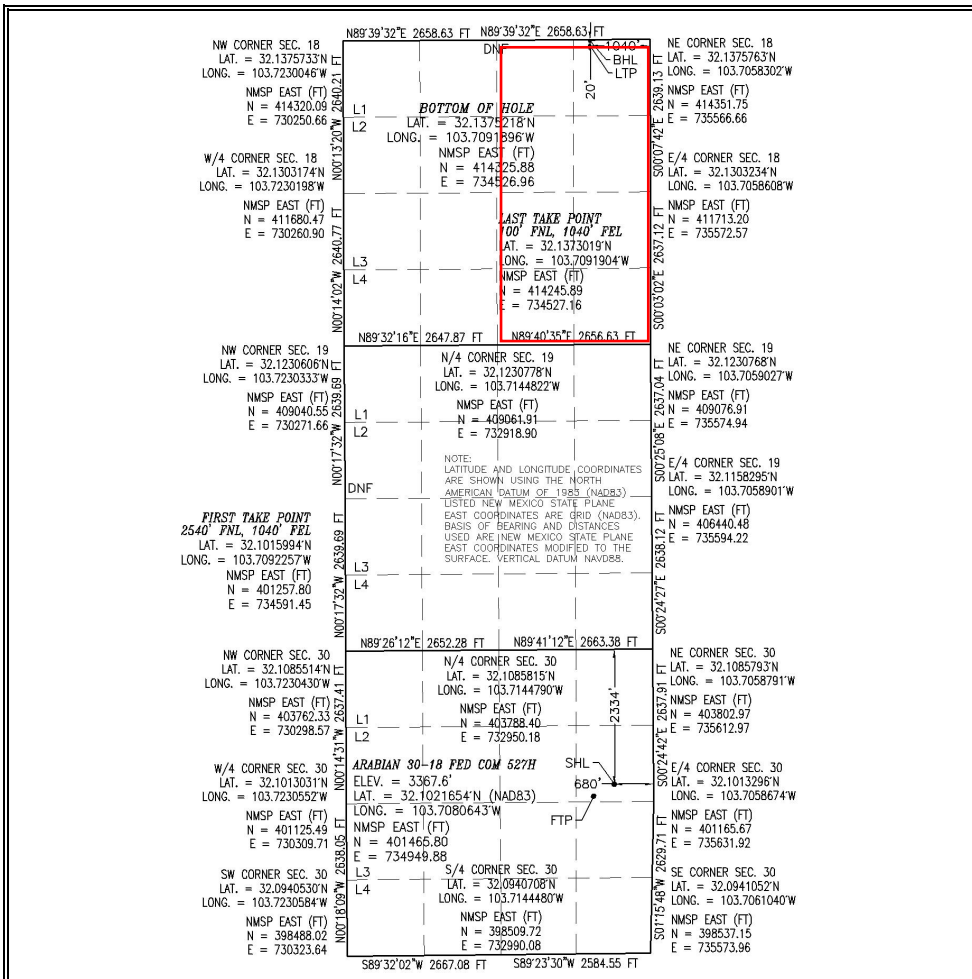 N89°39'32"E 2658.63 FT
N89°39'32"E 2658.63 FT
NW CORNER SEC. 18
LAT. = 32.1375733'N
LONG. = 103.7230046'W
NMSP EAST (FT)
N = 414320.09
E = 730250.66
DNF
1040'
BHL
LTP
20'
NE CORNER SEC. 18
LAT. = 32.1375763'N
LONG. = 103.7058302'W
NMSP EAST (FT)
N = 414351.75
E = 735566.66
N00°13'20"W 2640.21 FT
S00°07'42"E 2639.13 FT
L1
L2
BOTTOM OF HOLE
LAT. = 32.1375218'N
LONG. = 103.7091896'W
NMSP EAST (FT)
N = 414325.88
E = 734526.96
W/4 CORNER SEC. 18
LAT. = 32.1303174'N
LONG. = 103.7230198'W
NMSP EAST (FT)
N = 411680.47
E = 730260.90
E/4 CORNER SEC. 18
LAT. = 32.1303234'N
LONG. = 103.7058608'W
NMSP EAST (FT)
N = 411713.20
E = 735572.57
N00°14'02"W 2640.77 FT
S00°03'02"E 2637.12 FT
LAST TAKE POINT
100' FNL, 1040' FEL
LAT. = 32.1373019'N
LONG. = 103.7091904'W
NMSP EAST (FT)
N = 414245.89
E = 734527.16
L3
L4
N89°32'16"E 2647.87 FT
N89°40'35"E 2656.63 FT
NW CORNER SEC. 19
LAT. = 32.1230606'N
LONG. = 103.7230333'W
NMSP EAST (FT)
N = 409040.55
E = 730271.66
N/4 CORNER SEC. 19
LAT. = 32.1230778'N
LONG. = 103.7144822'W
NMSP EAST (FT)
N = 409061.91
E = 732918.90
NE CORNER SEC. 19
LAT. = 32.1230768'N
LONG. = 103.7059027'W
NMSP EAST (FT)
N = 409076.91
E = 735574.94
N00°17'32"W 2639.69 FT
S00°25'08"E 2637.04 FT
L1
L2
NOTE:
LATITUDE AND LONGITUDE COORDINATES
ARE SHOWN USING THE NORTH
AMERICAN DATUM OF 1983 (NAD83)
LISTED NEW MEXICO STATE PLANE
EAST COORDINATES ARE GRID (NAD83).
BASIS OF BEARING AND DISTANCES
USED ARE NEW MEXICO STATE PLANE
EAST COORDINATES MODIFIED TO THE
SURFACE. VERTICAL DATUM NAVD88.
DNF
E/4 CORNER SEC. 19
LAT. = 32.1158295'N
LONG. = 103.7058901'W
NMSP EAST (FT)
N = 406440.48
E = 735594.22
FIRST TAKE POINT
2540' FNL, 1040' FEL
LAT. = 32.1015994'N
LONG. = 103.7092257'W
NMSP EAST (FT)
N = 401257.80
E = 734591.45
N00°17'32"W 2639.69 FT
S00°24'27"E 2638.12 FT
L3
L4
N89°26'12"E 2652.28 FT
N89°41'12"E 2663.38 FT
NW CORNER SEC. 30
LAT. = 32.1085514'N
LONG. = 103.7230430'W
NMSP EAST (FT)
N = 403762.33
E = 730298.57
N/4 CORNER SEC. 30
LAT. = 32.1085815'N
LONG. = 103.7144790'W
NMSP EAST (FT)
N = 403788.40
E = 732950.18
NE CORNER SEC. 30
LAT. = 32.1085793'N
LONG. = 103.7058791'W
NMSP EAST (FT)
N = 403802.97
E = 735612.97
N00°14'31"W 2637.41 FT
S00°24'42"E 2637.91 FT
2334'
L1
L2
ARABIAN 30-18 FED COM 527H
ELEV. = 3367.6'
LAT. = 32.1021654'N (NAD83)
LONG. = 103.7080643'W
NMSP EAST (FT)
N = 401465.80
E = 734949.88
SHL
680'
FTP
W/4 CORNER SEC. 30
LAT. = 32.1013031'N
LONG. = 103.7230552'W
NMSP EAST (FT)
N = 401125.49
E = 730309.71
E/4 CORNER SEC. 30
LAT. = 32.1013296'N
LONG. = 103.7058674'W
NMSP EAST (FT)
N = 401165.67
E = 735631.92
N00°18'09"W 2638.05 FT
S01°15'48"W 2629.71 FT
L3
L4
SW CORNER SEC. 30
LAT. = 32.0940530'N
LONG. = 103.7230584'W
NMSP EAST (FT)
N = 398488.02
E = 730323.64
S/4 CORNER SEC. 30
LAT. = 32.0940708'N
LONG. = 103.7144480'W
NMSP EAST (FT)
N = 398509.72
E = 732990.08
SE CORNER SEC. 30
LAT. = 32.0941052'N
LONG. = 103.7061040'W
NMSP EAST (FT)
N = 398537.15
E = 735573.96
S89°32'02"W 2667.08 FT
S89°23'30"W 2584.55 FT